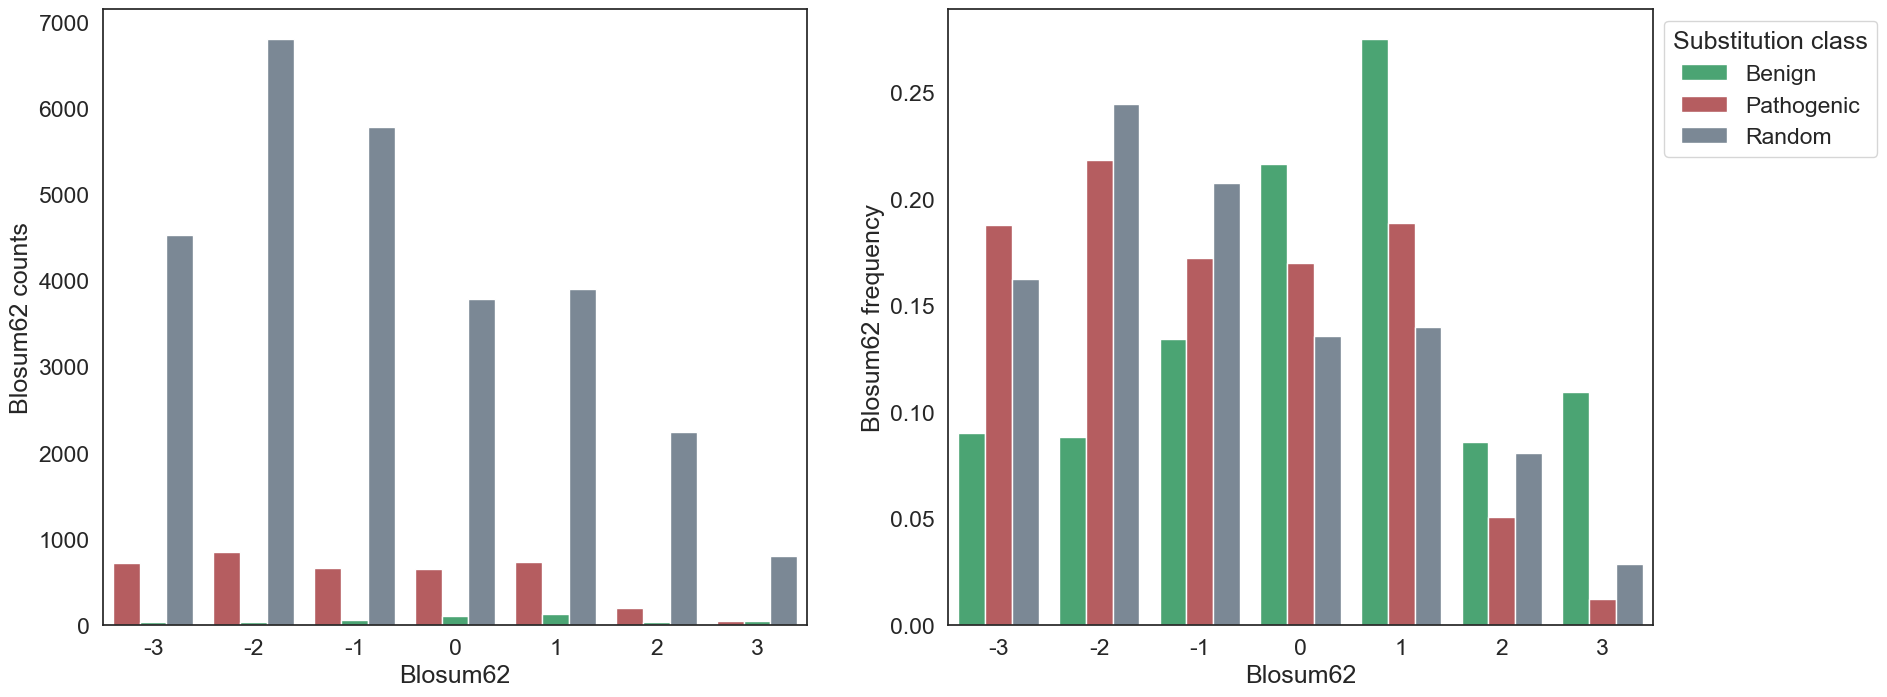 7000
6000
5000
4000
3000
2000
1000
0
Blosum62 counts
-3 -2 -1 0 1 2 3
Blosum62
0.25
0.20
0.15
0.10
0.05
0.00
Blosum62 frequency
-3 -2 -1 0 1 2 3
Blosum62
Substitution class
Benign
Pathogenic
Random